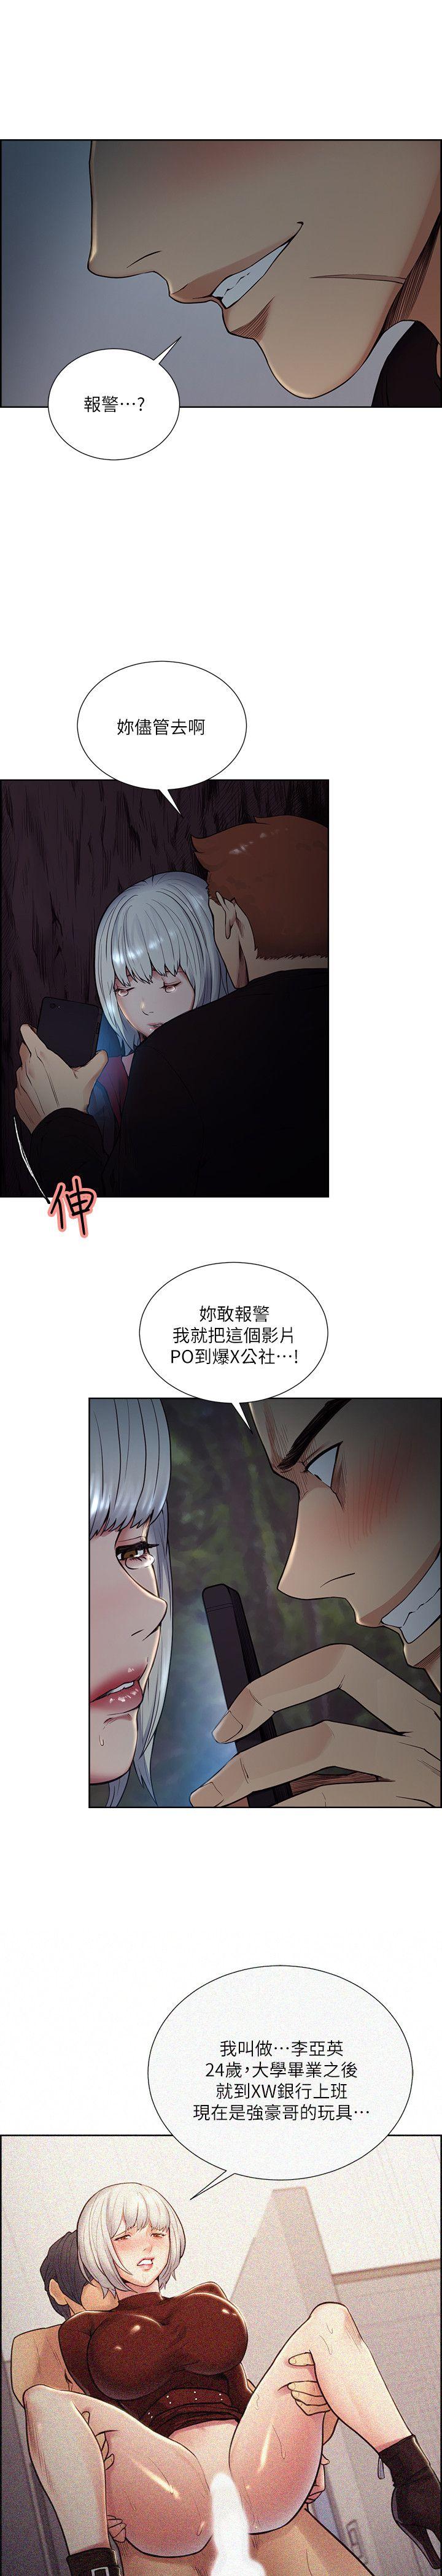 報警…?
妳儘管去啊
伸
妳敢報警
我就把這個影片
PO到爆X公社…!
我叫做…李亞英
24歲,大學畢業之後
就到XW銀行上班
現在是強豪哥的玩具…